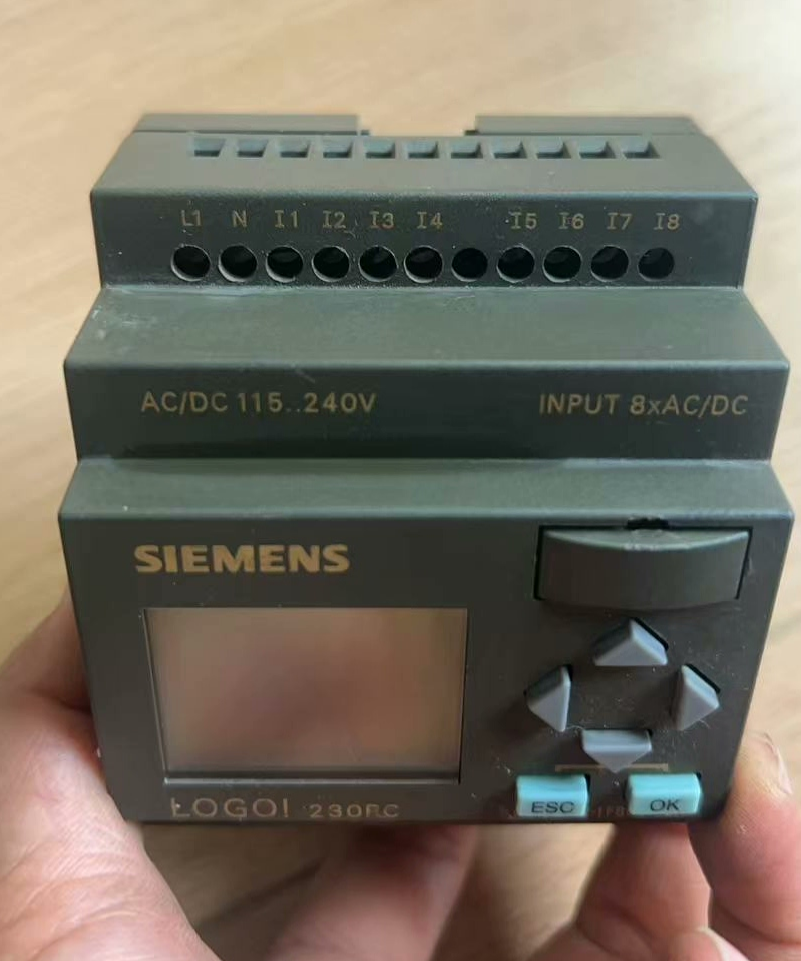 L1 N I1 I2 I3 I4 I5 I6 I7 I8
AC/DC 115..240V INPUT 8xAC/DC
SIEMENS
ESC OK
LOGO! 230RC